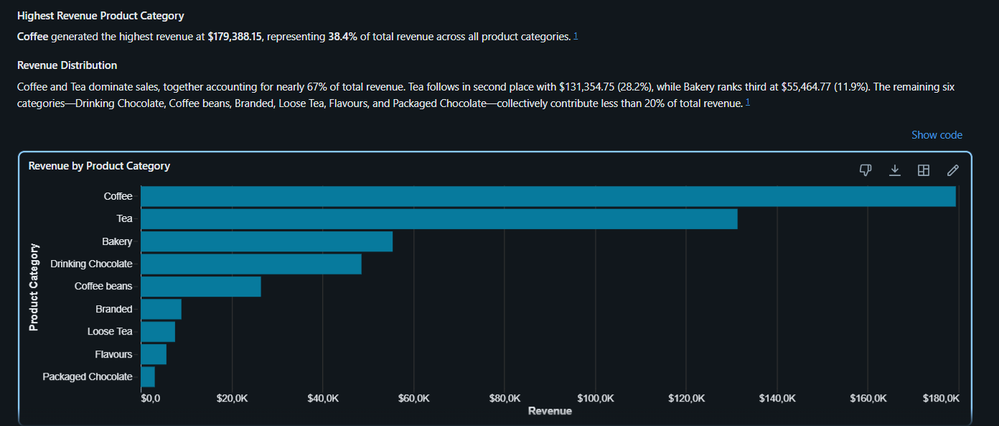 Highest Revenue Product Category
Coffee generated the highest revenue at $179,388.15, representing 38.4% of total revenue across all product categories. 1
Revenue Distribution
Coffee and Tea dominate sales, together accounting for nearly 67% of total revenue. Tea follows in second place with $131,354.75 (28.2%), while Bakery ranks third at $55,464.77 (11.9%). The remaining six
categories—Drinking Chocolate, Coffee beans, Branded, Loose Tea, Flavours, and Packaged Chocolate—collectively contribute less than 20% of total revenue. 1
Show code
Revenue by Product Category
Product Category
Coffee
Tea
Bakery
Drinking Chocolate
Coffee beans
Branded
Loose Tea
Flavours
Packaged Chocolate
$0,0 $20,0K $40,0K $60,0K $80,0K $100,0K $120,0K $140,0K $160,0K $180,0K
Revenue